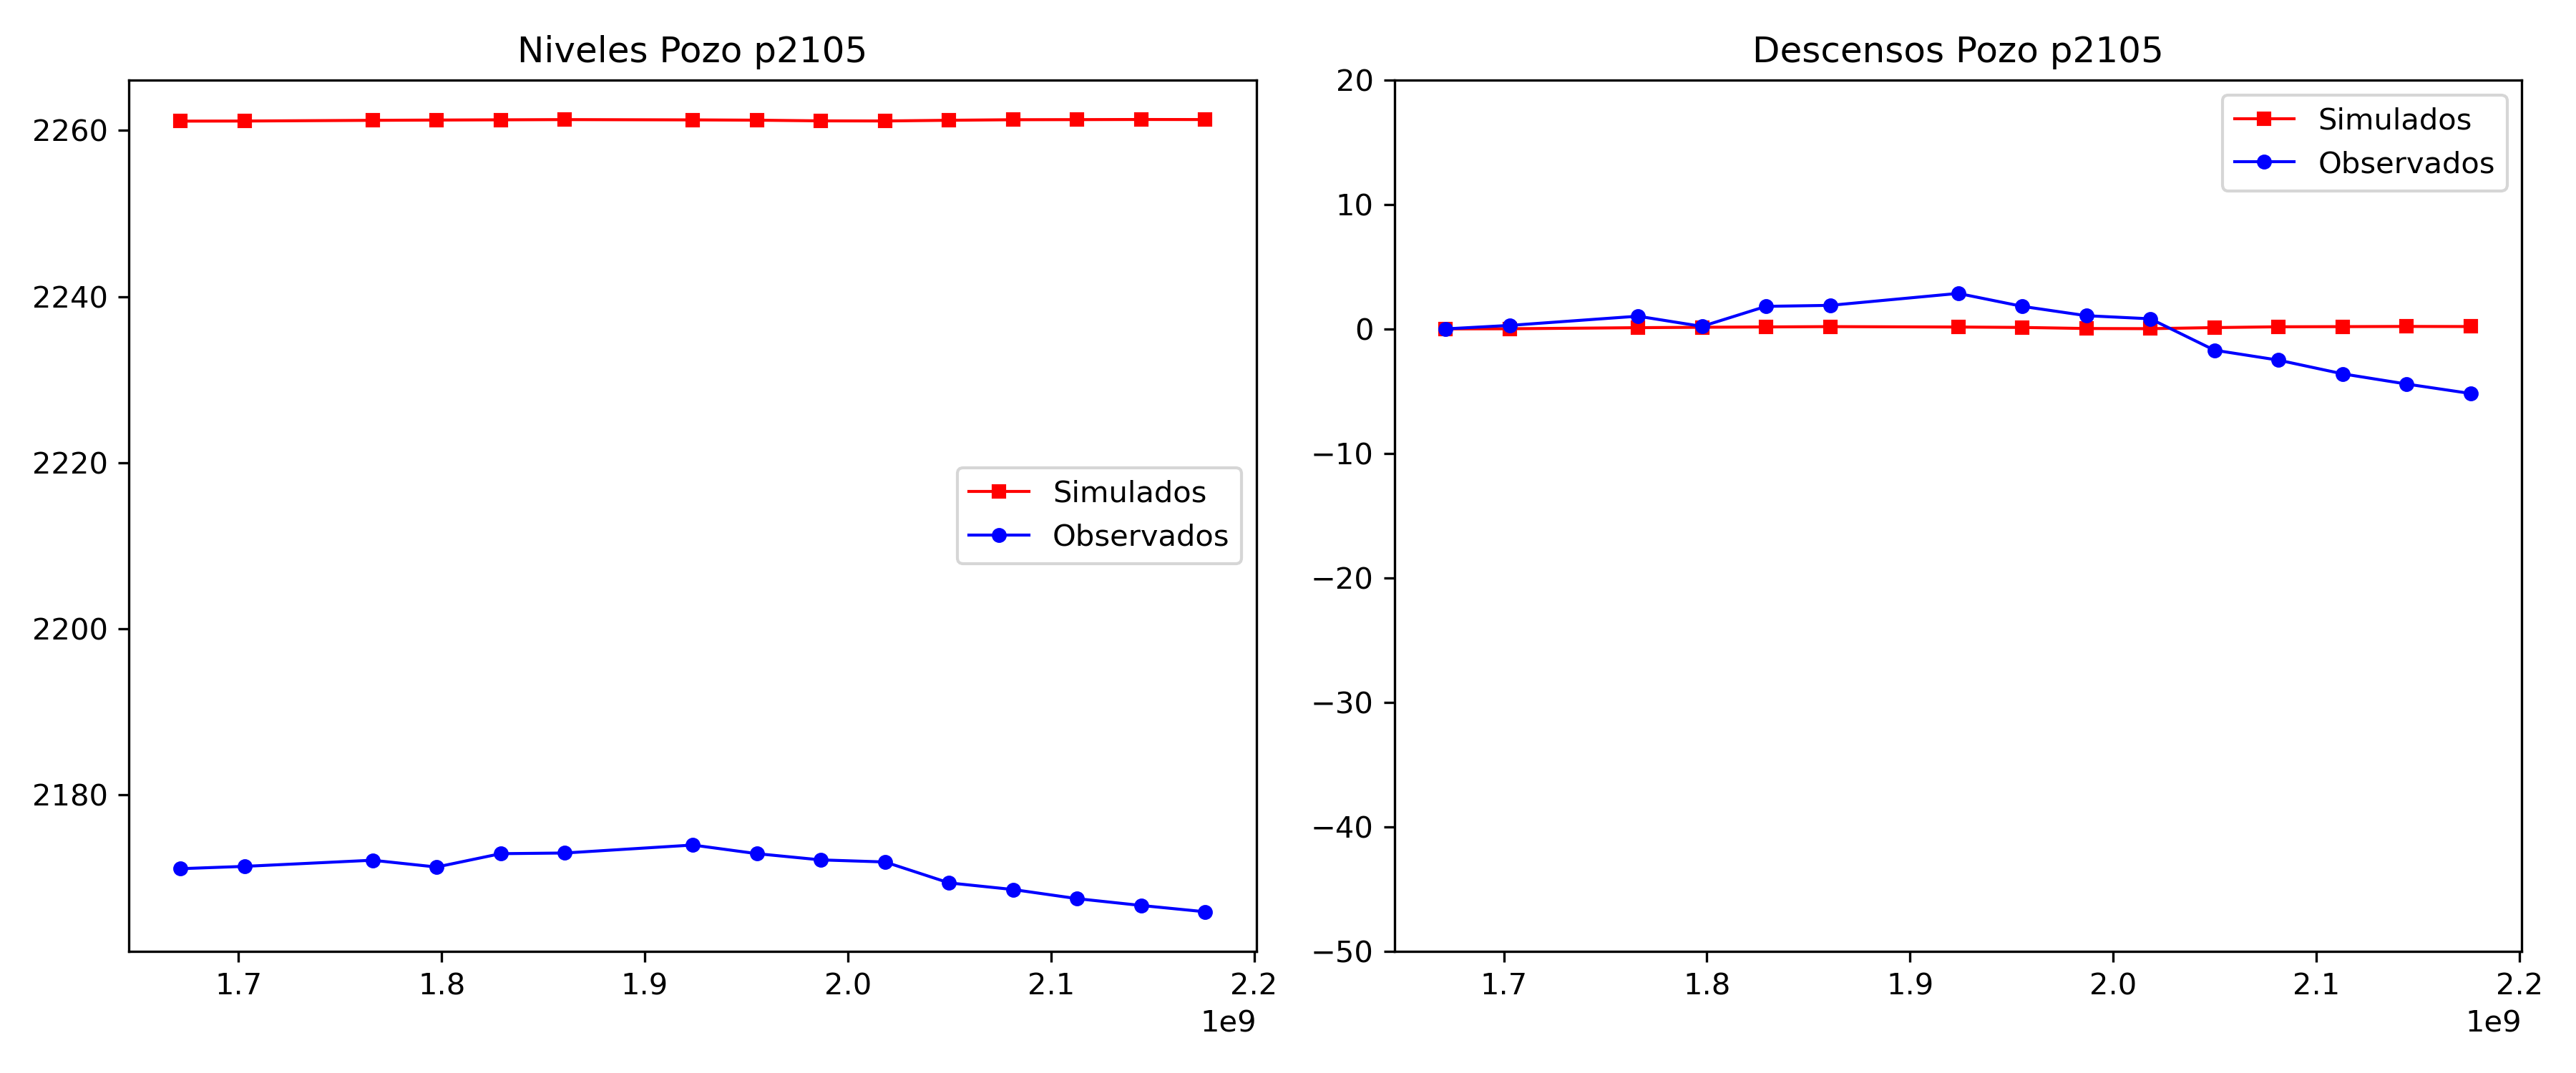 Niveles Pozo p2105
2260
2240
2220
2200
2180
Simulados
Observados
1.7 1.8 1.9 2.0 2.1 2.2
1e9
Descensos Pozo p2105
20
10
0
−10
−20
−30
−40
−50
Simulados
Observados
1.7 1.8 1.9 2.0 2.1 2.2
1e9